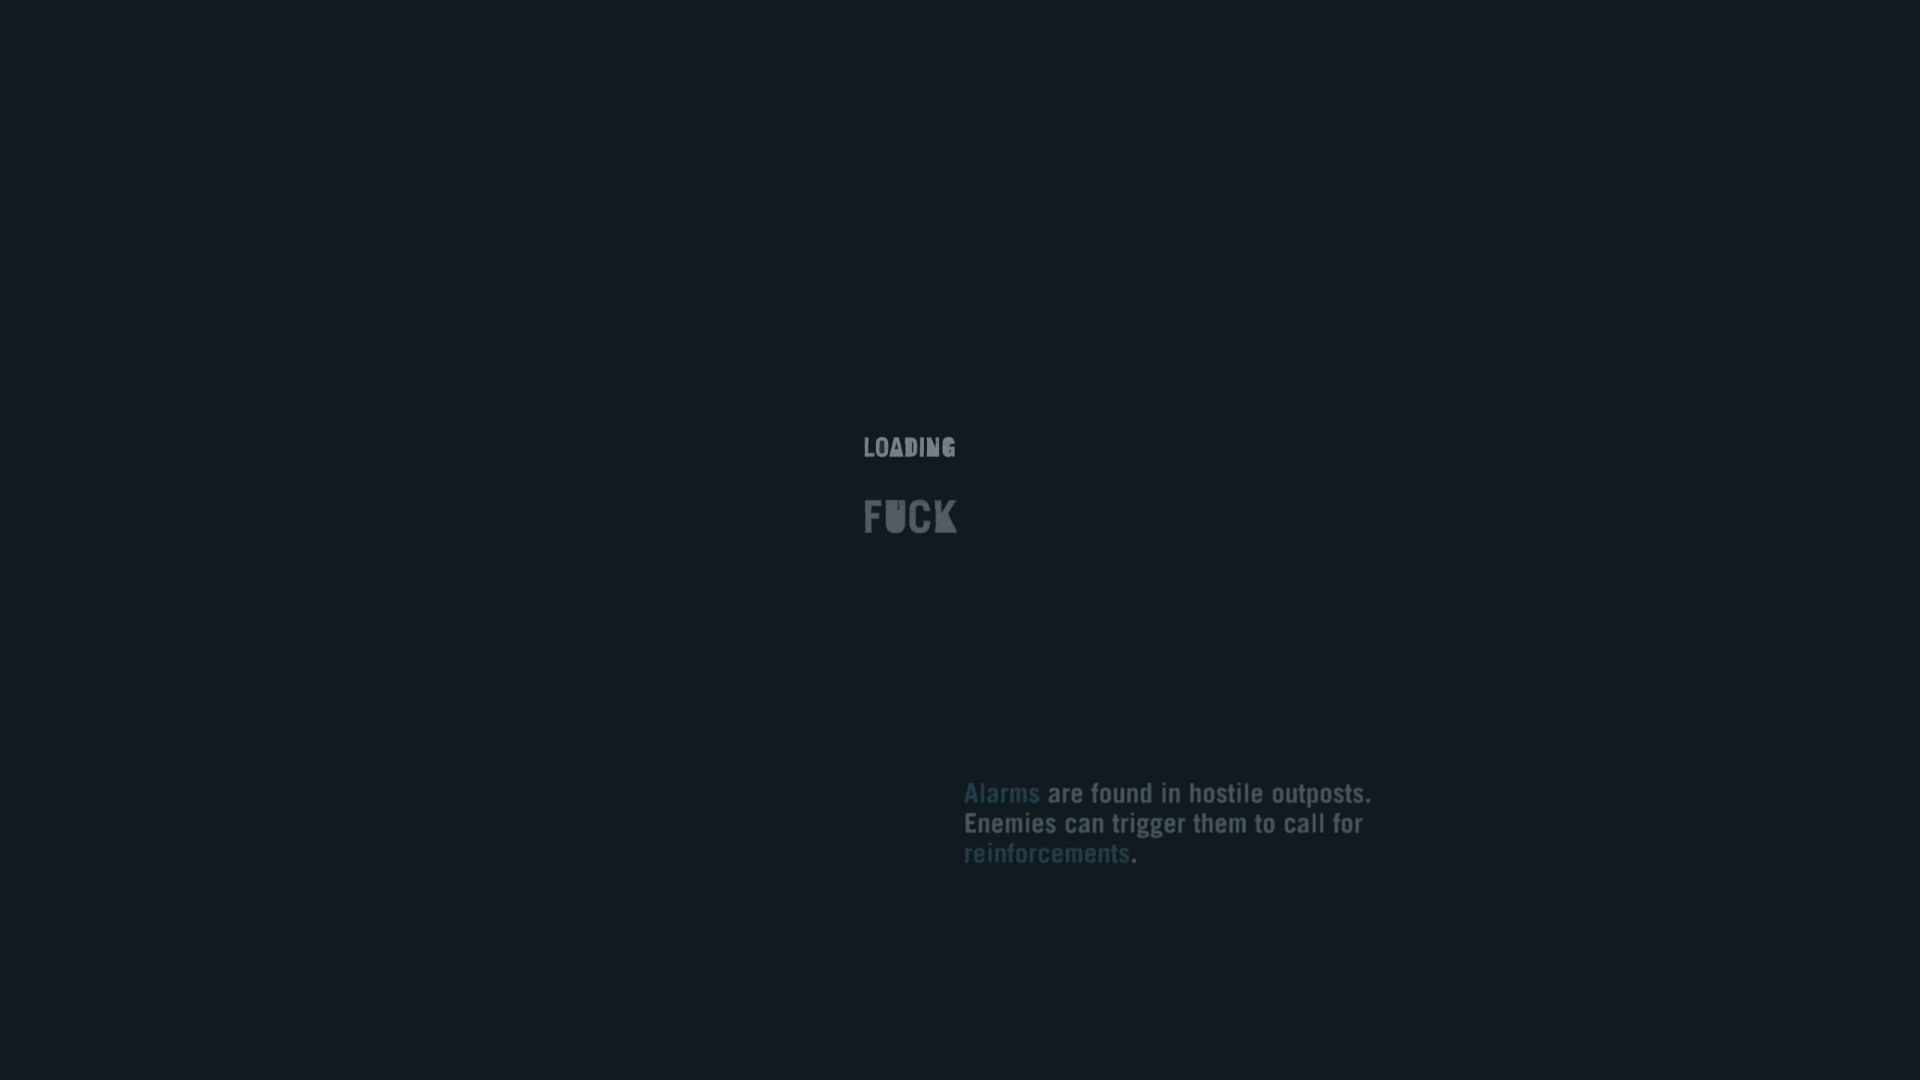 LOADING
FUCK
Alarms are found in hostile outposts.
Enemies can trigger them to call for
reinforcements.